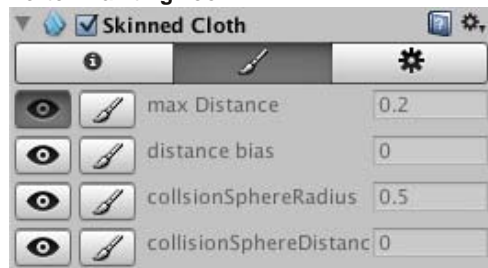 Skinned Cloth
max Distance 0.2
distance bias 0
collsionSphereRadius 0.5
collisionSphereDistanc 0